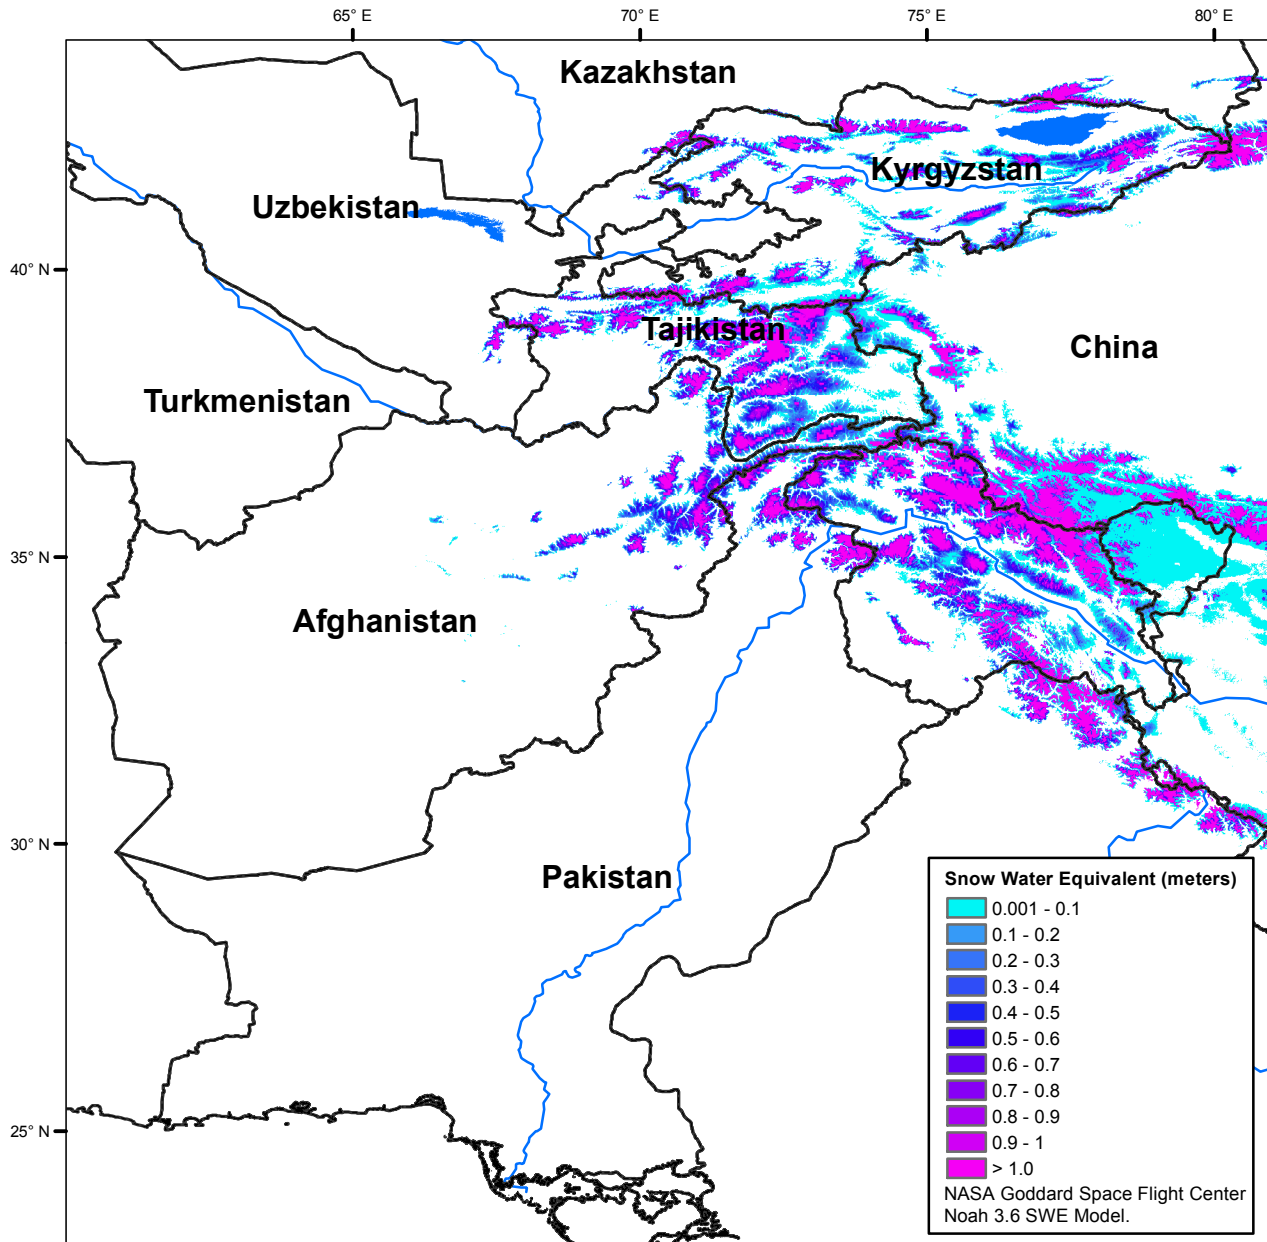 65° E
70° E
75° E
80° E
Kazakhstan
Kyrgyzstan
Uzbekistan
40° N
Tajikistan
China
Turkmenistan
35° N
Afghanistan
30° N
Pakistan
25° N
Snow Water Equivalent (meters)
0.001 - 0.1
0.1 - 0.2
0.2 - 0.3
0.3 - 0.4
0.4 - 0.5
0.5 - 0.6
0.6 - 0.7
0.7 - 0.8
0.8 - 0.9
0.9 - 1
> 1.0
NASA Goddard Space Flight Center
Noah 3.6 SWE Model.